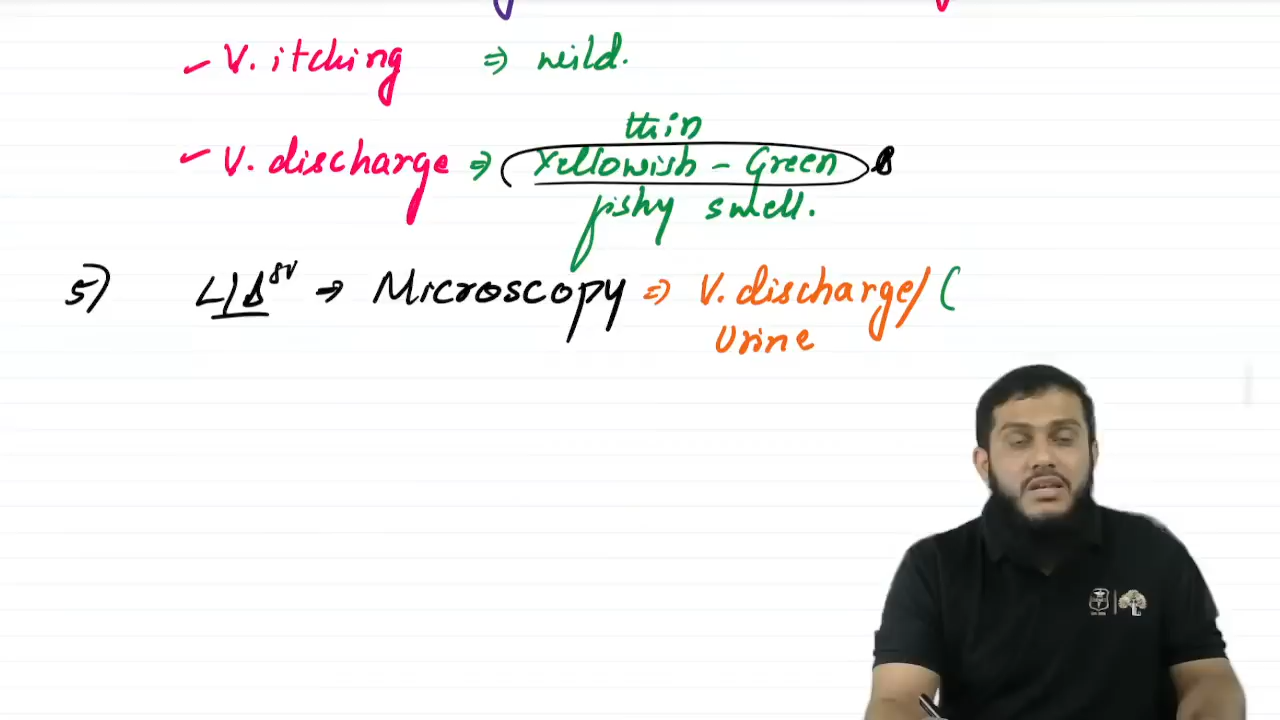 ✓ V. itching ⇒ mild.
thin
✓ V. discharge ⇒ Yellowish - Green
fishy smell.
5) → Microscopy ⇒ V. discharge/ (
Urine